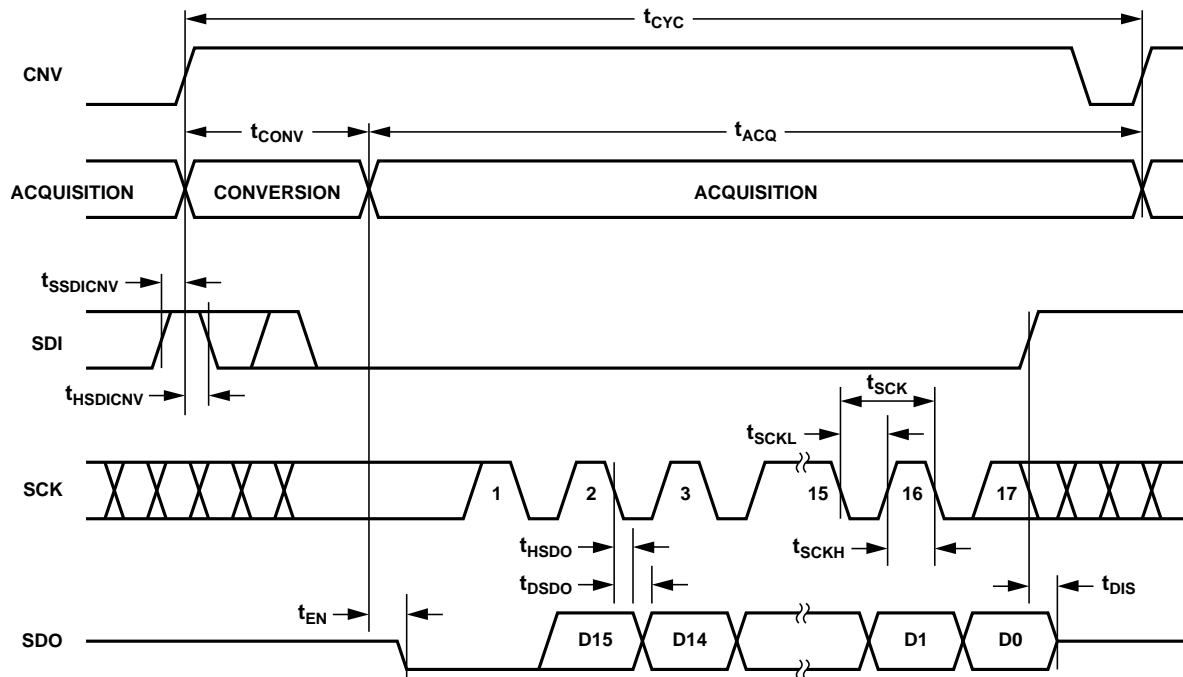 tCYC
CNV
tCONV
tACQ
ACQUISITION CONVERSION ACQUISITION
tSSDICNV
SDI
tHSDICNV
tSCK
tSCKL
SCK 1 2 3 15 16 17
tHSDO
tSCKH
tDSDO
tDIS
tEN
SDO D15 D14 D1 D0